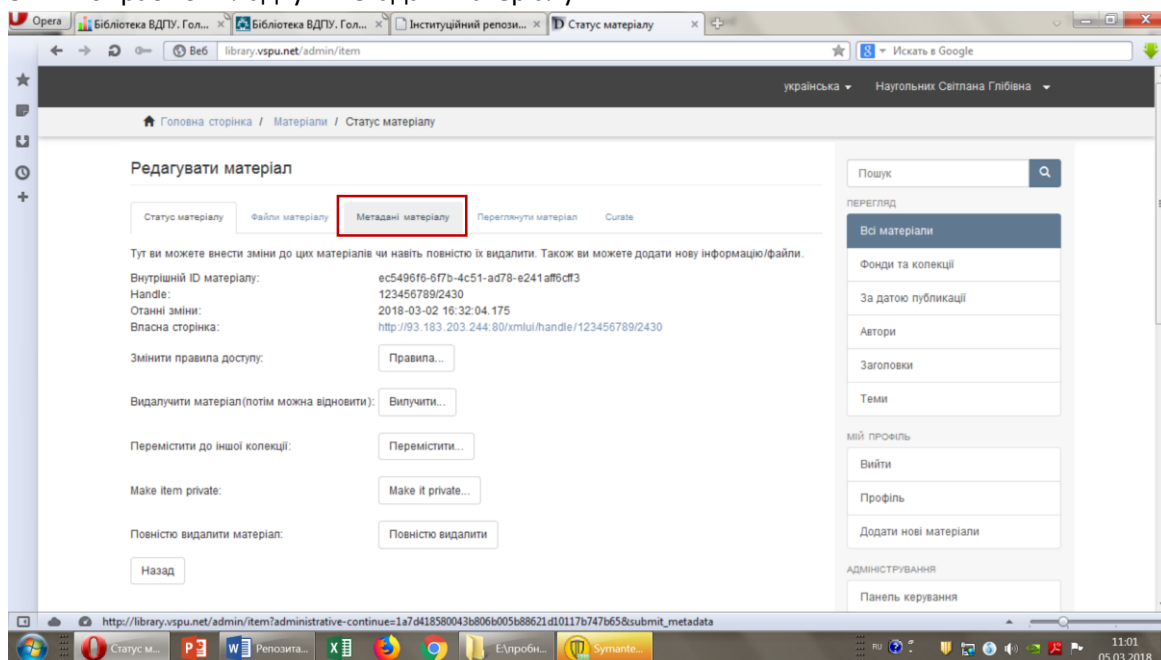 Opera
Бібліотека ВДПУ. Гол...
Бібліотека ВДПУ. Гол...
Інституційний репози...
Статус матеріалу
Веб
library.vspu.net/admin/item
Искать в Google
українська
Наугольних Світлана Глібівна
Головна сторінка / Матеріали / Статус матеріалу
Редагувати матеріал
Статус матеріалу
Файли матеріалу
Метадані матеріалу
Переглянути матеріал
Curate
Тут ви можете внести зміни до цих матеріалів чи навіть повністю їх видалити. Також ви можете додати нову інформацію/файли.
Внутрішній ID матеріалу: ec5496f6-6f7b-4c51-ad78-e241aff6cff3
Handle: 123456789/2430
Отанні зміни: 2018-03-02 16:32:04.175
Власна сторінка: http://93.183.203.244:80/xmlui/handle/123456789/2430
Змінити правила доступу: Правила...
Видалучити матеріал(потім можна відновити): Вилучити...
Перемістити до іншої колекції: Перемістити...
Make item private: Make it private...
Повністю видалити матеріал: Повністю видалити
Назад
Пошук
ПЕРЕГЛЯД
Всі матеріали
Фонди та колекції
За датою публикації
Автори
Заголовки
Теми
МІЙ ПРОФІЛЬ
Вийти
Профіль
Додати нові матеріали
АДМІНІСТРУВАННЯ
Панель керування
http://library.vspu.net/admin/item?administrative-continue=1a7d418580043b806b005b88621d10117b747b65&submit_metadata
Статус м...
Репозита...
E:\пробн...
Symante...
RU
11:01
05.03.2018